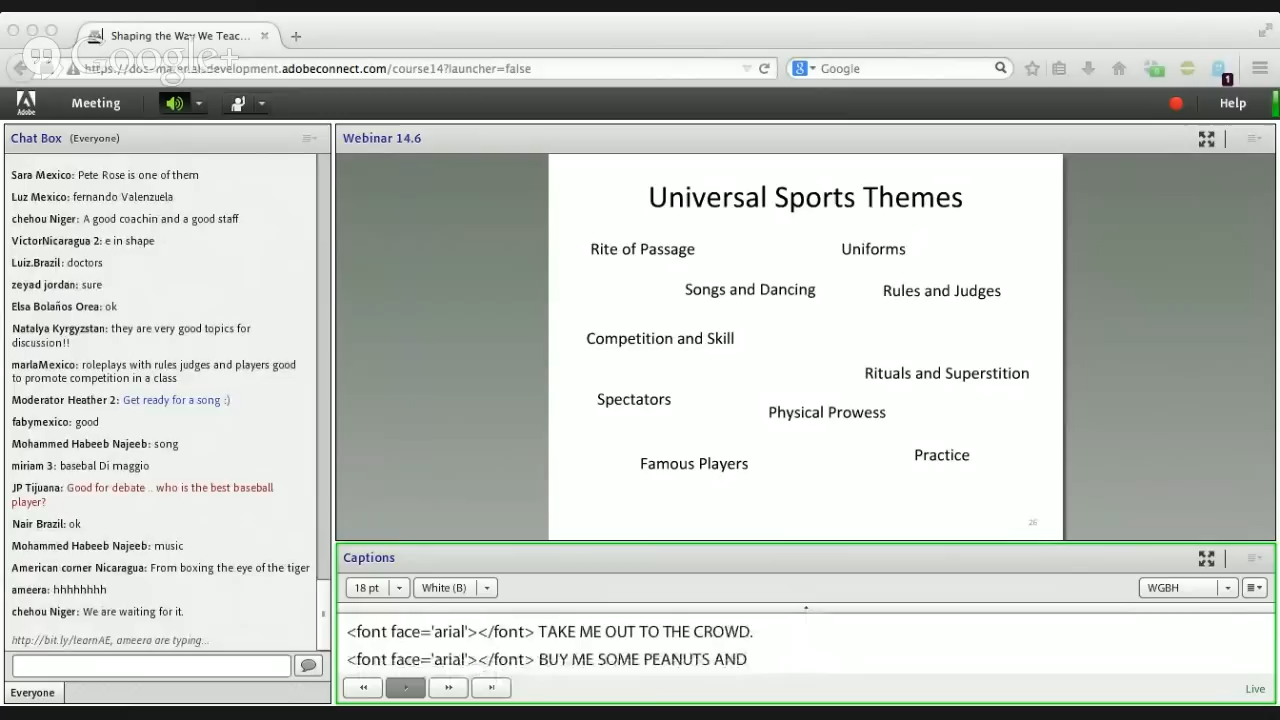 Shaping the Way We Teac...
Google+
adobeconnect.com/course14?launcher=false
Google
1
Adobe
Meeting
Help
Chat Box (Everyone)
Sara Mexico: Pete Rose is one of them
Luz Mexico: fernando Valenzuela
chehou Niger: A good coachin and a good staff
VictorNicaragua 2: e in shape
Luiz.Brazil: doctors
zeyad jordan: sure
Elsa Bolaños Orea: ok
Natalya Kyrgyzstan: they are very good topics for
discussion!!
marlaMexico: roleplays with rules judges and players good
to promote competition in a class
Moderator Heather 2: Get ready for a song :)
fabymexico: good
Mohammed Habeeb Najeeb: song
miriam 3: basebal Di maggio
JP Tijuana: Good for debate .. who is the best baseball
player?
Nair Brazil: ok
Mohammed Habeeb Najeeb: music
American corner Nicaragua: From boxing the eye of the tiger
ameera: hhhhhhhh
chehou Niger: We are waiting for it.
http://bit.ly/learnAE, ameera are typing...
Everyone
Webinar 14.6
Universal Sports Themes
Rite of Passage
Uniforms
Songs and Dancing
Rules and Judges
Competition and Skill
Rituals and Superstition
Spectators
Physical Prowess
Practice
Famous Players
26
Captions
18 pt
White (B)
WGBH
<font face='arial'></font> TAKE ME OUT TO THE CROWD.
<font face='arial'></font> BUY ME SOME PEANUTS AND
Live